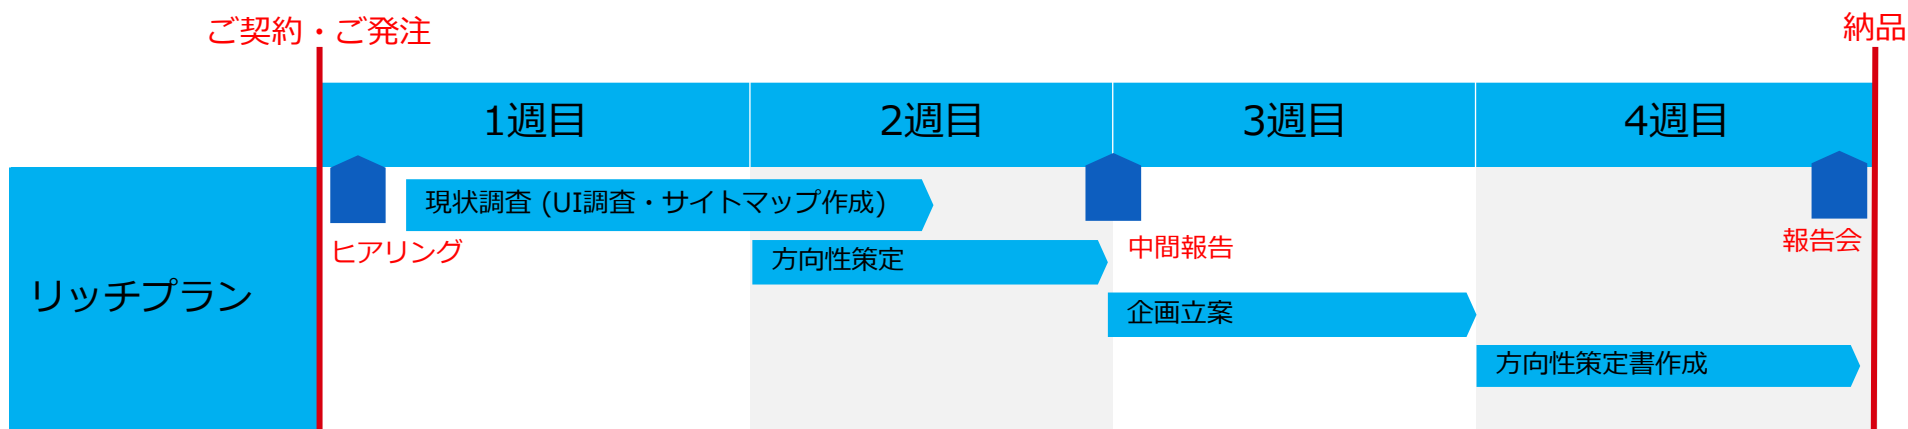 ご契約・ご発注
納品
1週目
2週目
3週目
4週目
リッチプラン
現状調査 (UI調査・サイトマップ作成)
ヒアリング
方向性策定
中間報告
報告会
企画立案
方向性策定書作成